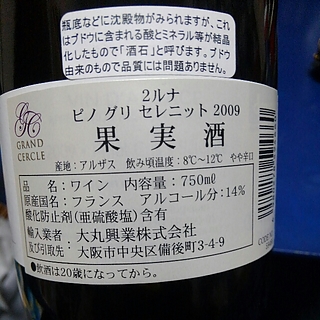 瓶底などに沈殿物がみられますが、これ
はブドウに含まれる酸とミネラル等が結晶
化したもので「酒石」と呼びます。ブドウ
由来のもので品質には問題ありません。
GC
GRAND
CERCLE
2ルナ
ピノ グリ セレニット 2009
果実酒
産地：アルザス 飲み頃温度：8℃～12℃ やや辛口
品名：ワイン 内容量：750mℓ
原産国名：フランス アルコール分：14%
酸化防止剤(亜硫酸塩)含有
輸入業者 大丸興業株式会社
及び引取先：大阪市中央区備後町3-4-9
●飲酒は20歳になってから。